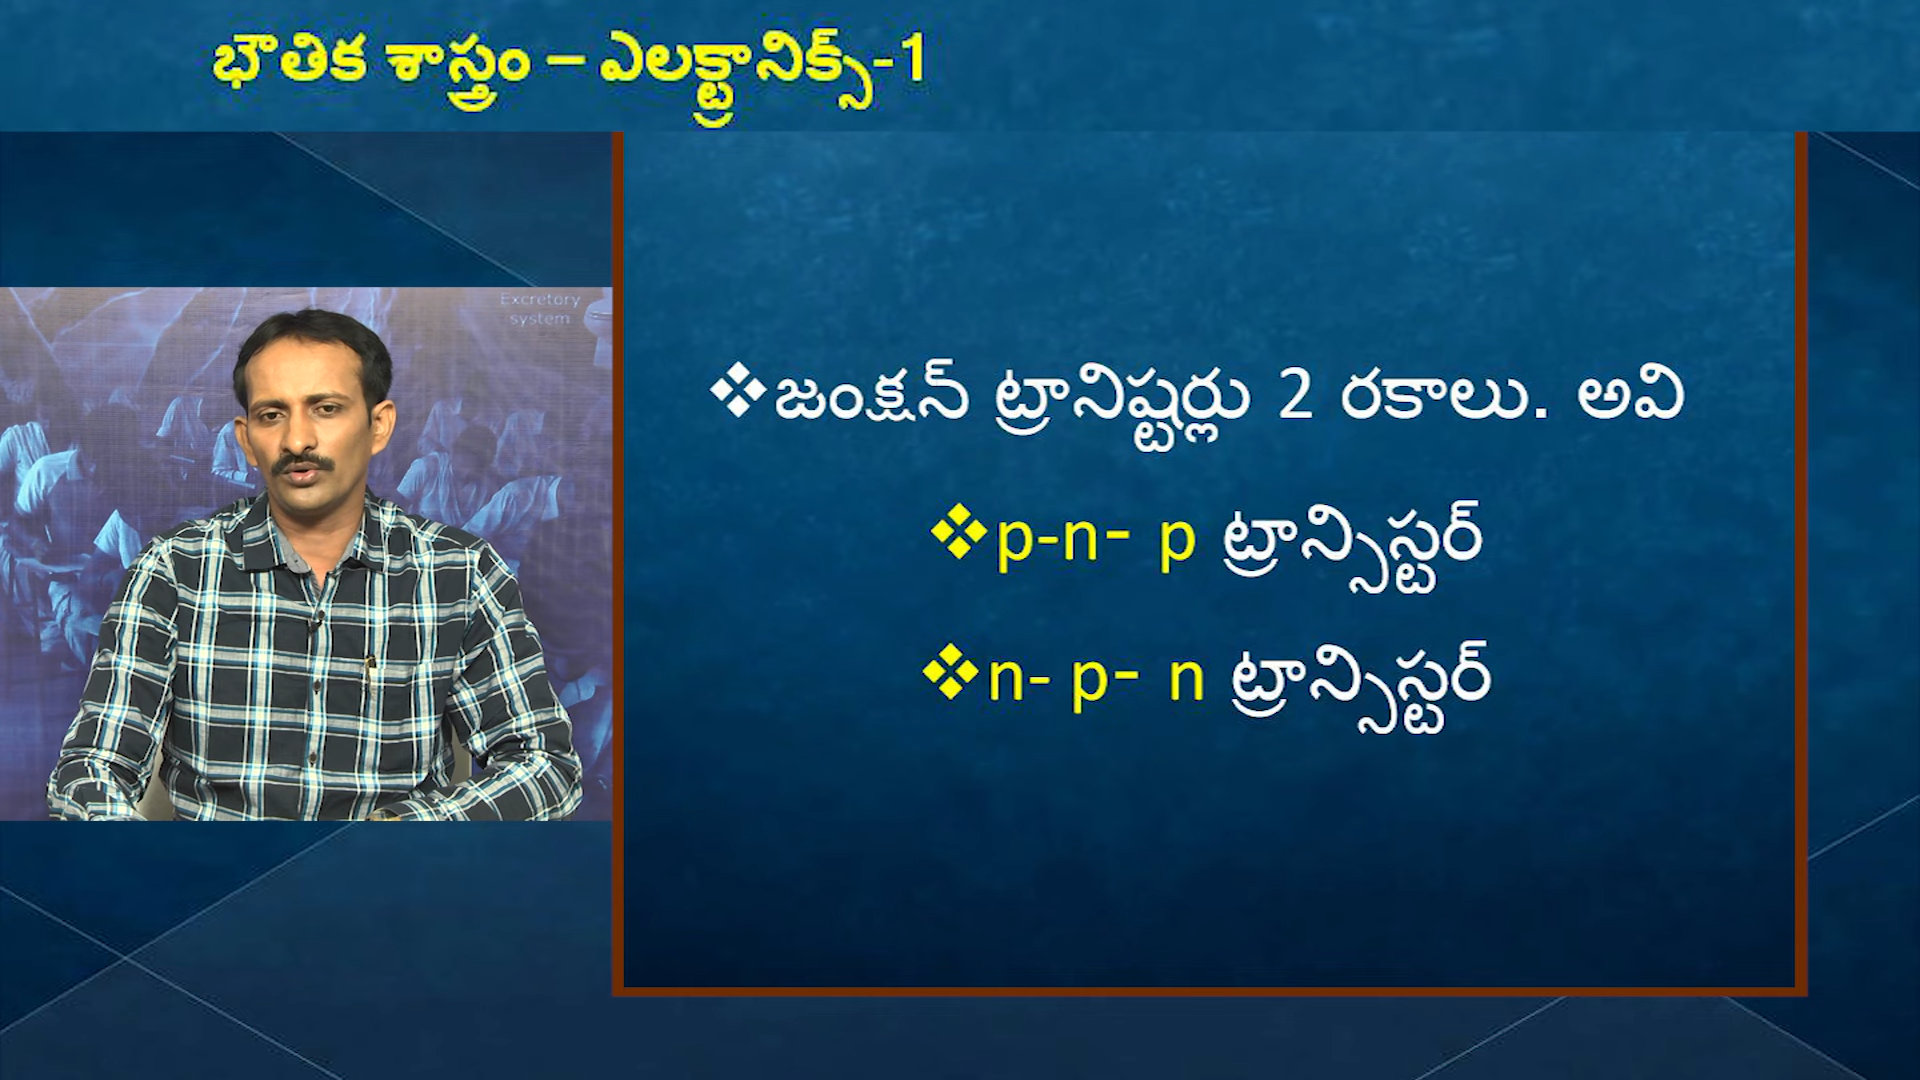 భౌతిక శాస్త్రం – ఎలక్ట్రానిక్స్-1
Excretory
system
❖జంక్షన్ ట్రానిష్టర్లు 2 రకాలు. అవి
❖p-n- p ట్రాన్సిస్టర్
❖n- p- n ట్రాన్సిస్టర్